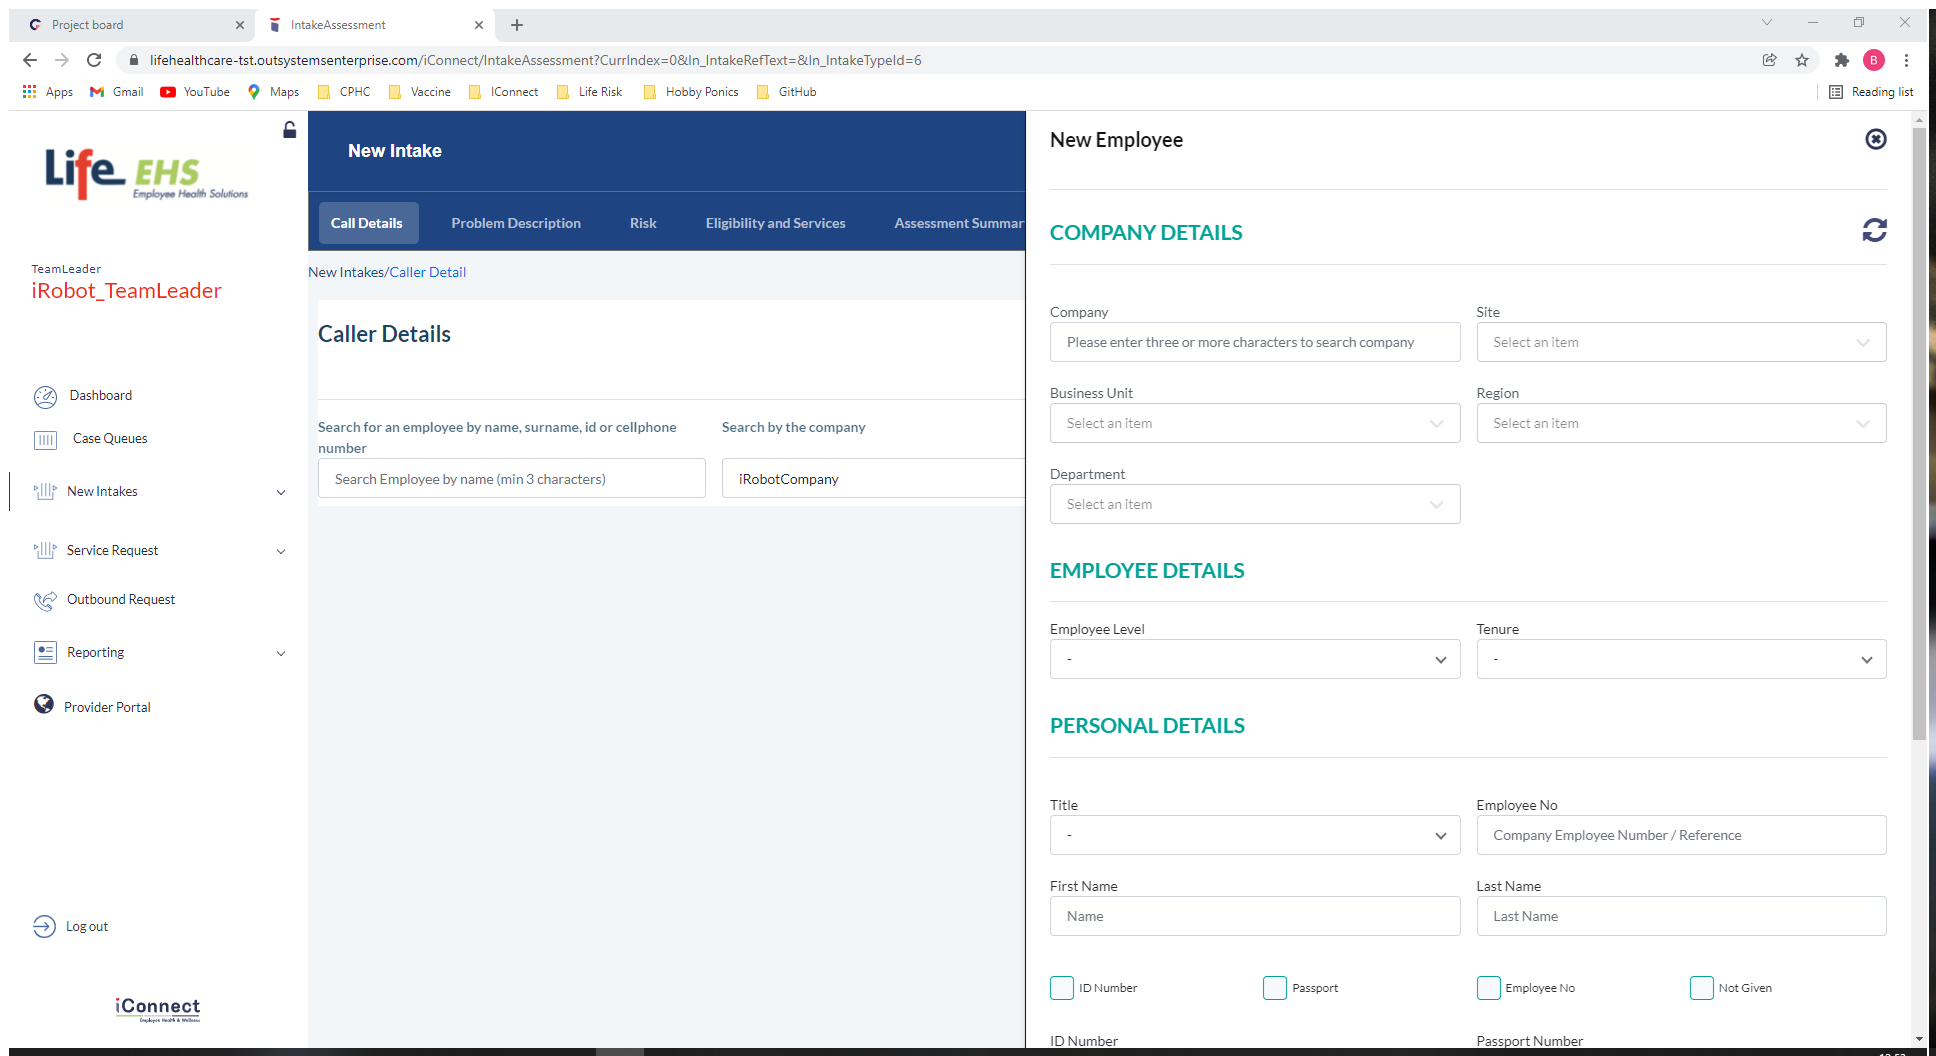 Project board
IntakeAssessment
lifehealthcare-tst.outsystemsenterprise.com/iConnect/IntakeAssessment?CurrIndex=0&In_IntakeRefText=&In_IntakeTypeId=6
B
Apps
Gmail
YouTube
Maps
CPHC
Vaccine
IConnect
Life Risk
Hobby Ponics
GitHub
Reading list
Life EHS
Employee Health Solutions
TeamLeader
iRobot_TeamLeader
Dashboard
Case Queues
New Intakes
Service Request
Outbound Request
Reporting
Provider Portal
Log out
iConnect
Employee Health & Wellness
New Intake
Call Details
Problem Description
Risk
Eligibility and Services
Assessment Summar
New Intakes/Caller Detail
Caller Details
Search for an employee by name, surname, id or cellphone
number
Search Employee by name (min 3 characters)
Search by the company
iRobotCompany
New Employee
COMPANY DETAILS
Company
Please enter three or more characters to search company
Site
Select an item
Business Unit
Select an item
Region
Select an item
Department
Select an item
EMPLOYEE DETAILS
Employee Level
-
Tenure
-
PERSONAL DETAILS
Title
-
Employee No
Company Employee Number / Reference
First Name
Name
Last Name
Last Name
ID Number
Passport
Employee No
Not Given
ID Number
Passport Number